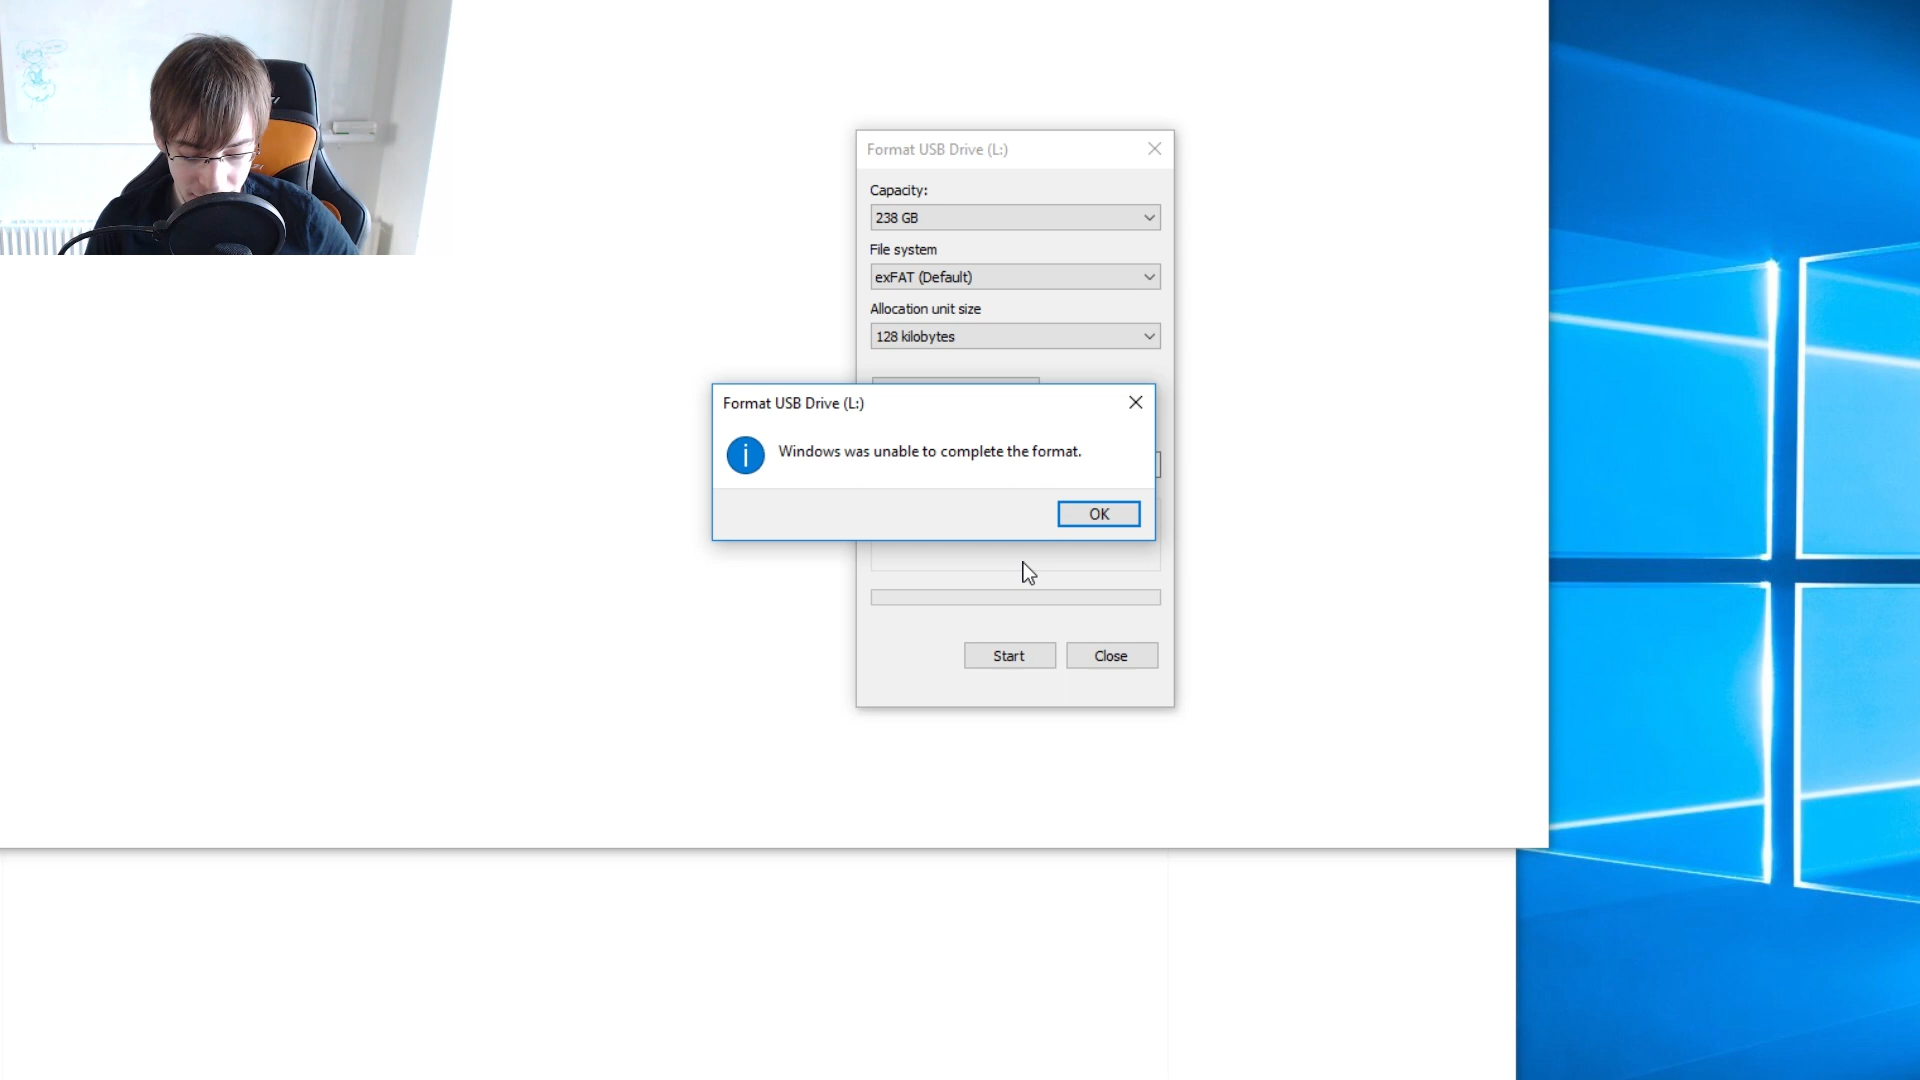 Format USB Drive (L:)
Capacity:
238 GB
File system
exFAT (Default)
Allocation unit size
128 kilobytes
Format USB Drive (L:)
Windows was unable to complete the format.
OK
Start
Close